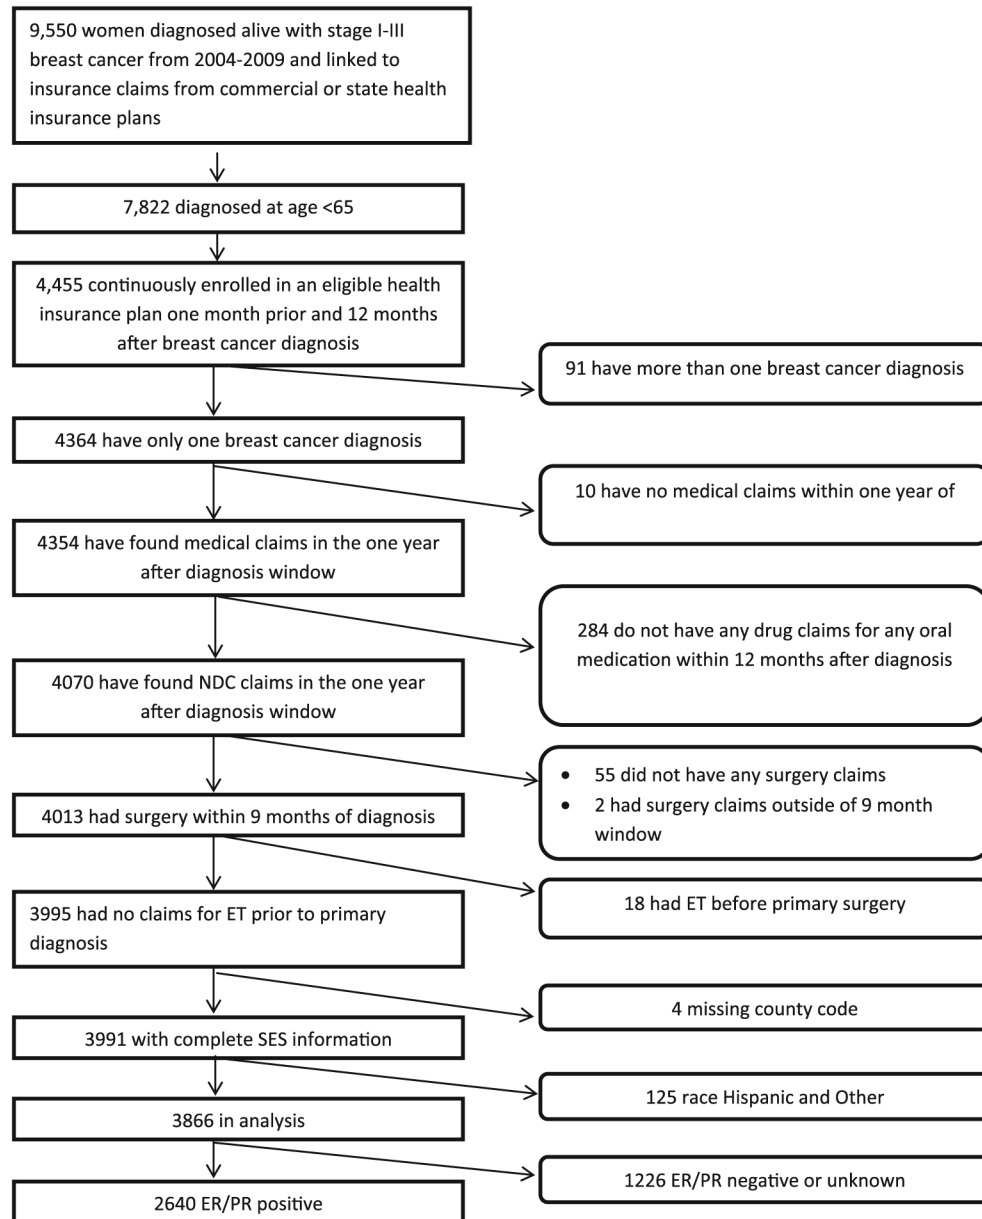 9,550 women diagnosed alive with stage I-III
breast cancer from 2004-2009 and linked to
insurance claims from commercial or state health
insurance plans
7,822 diagnosed at age <65
4,455 continuously enrolled in an eligible health
insurance plan one month prior and 12 months
after breast cancer diagnosis
91 have more than one breast cancer diagnosis
4364 have only one breast cancer diagnosis
10 have no medical claims within one year of
4354 have found medical claims in the one year
after diagnosis window
284 do not have any drug claims for any oral
medication within 12 months after diagnosis
4070 have found NDC claims in the one year
after diagnosis window
• 55 did not have any surgery claims
• 2 had surgery claims outside of 9 month
window
4013 had surgery within 9 months of diagnosis
18 had ET before primary surgery
3995 had no claims for ET prior to primary
diagnosis
4 missing county code
3991 with complete SES information
125 race Hispanic and Other
3866 in analysis
1226 ER/PR negative or unknown
2640 ER/PR positive